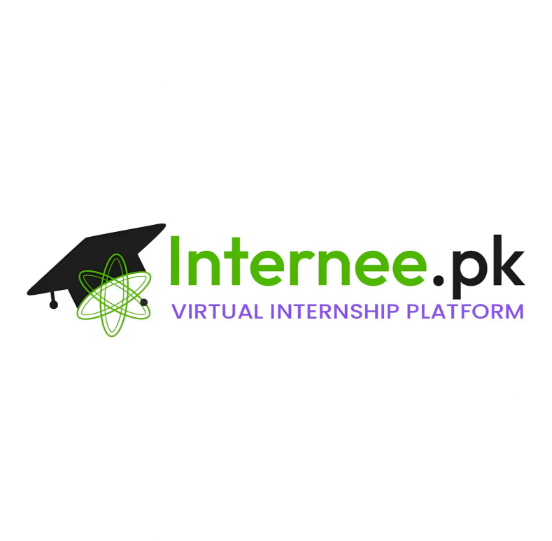 Internee.pk
VIRTUAL INTERNSHIP PLATFORM